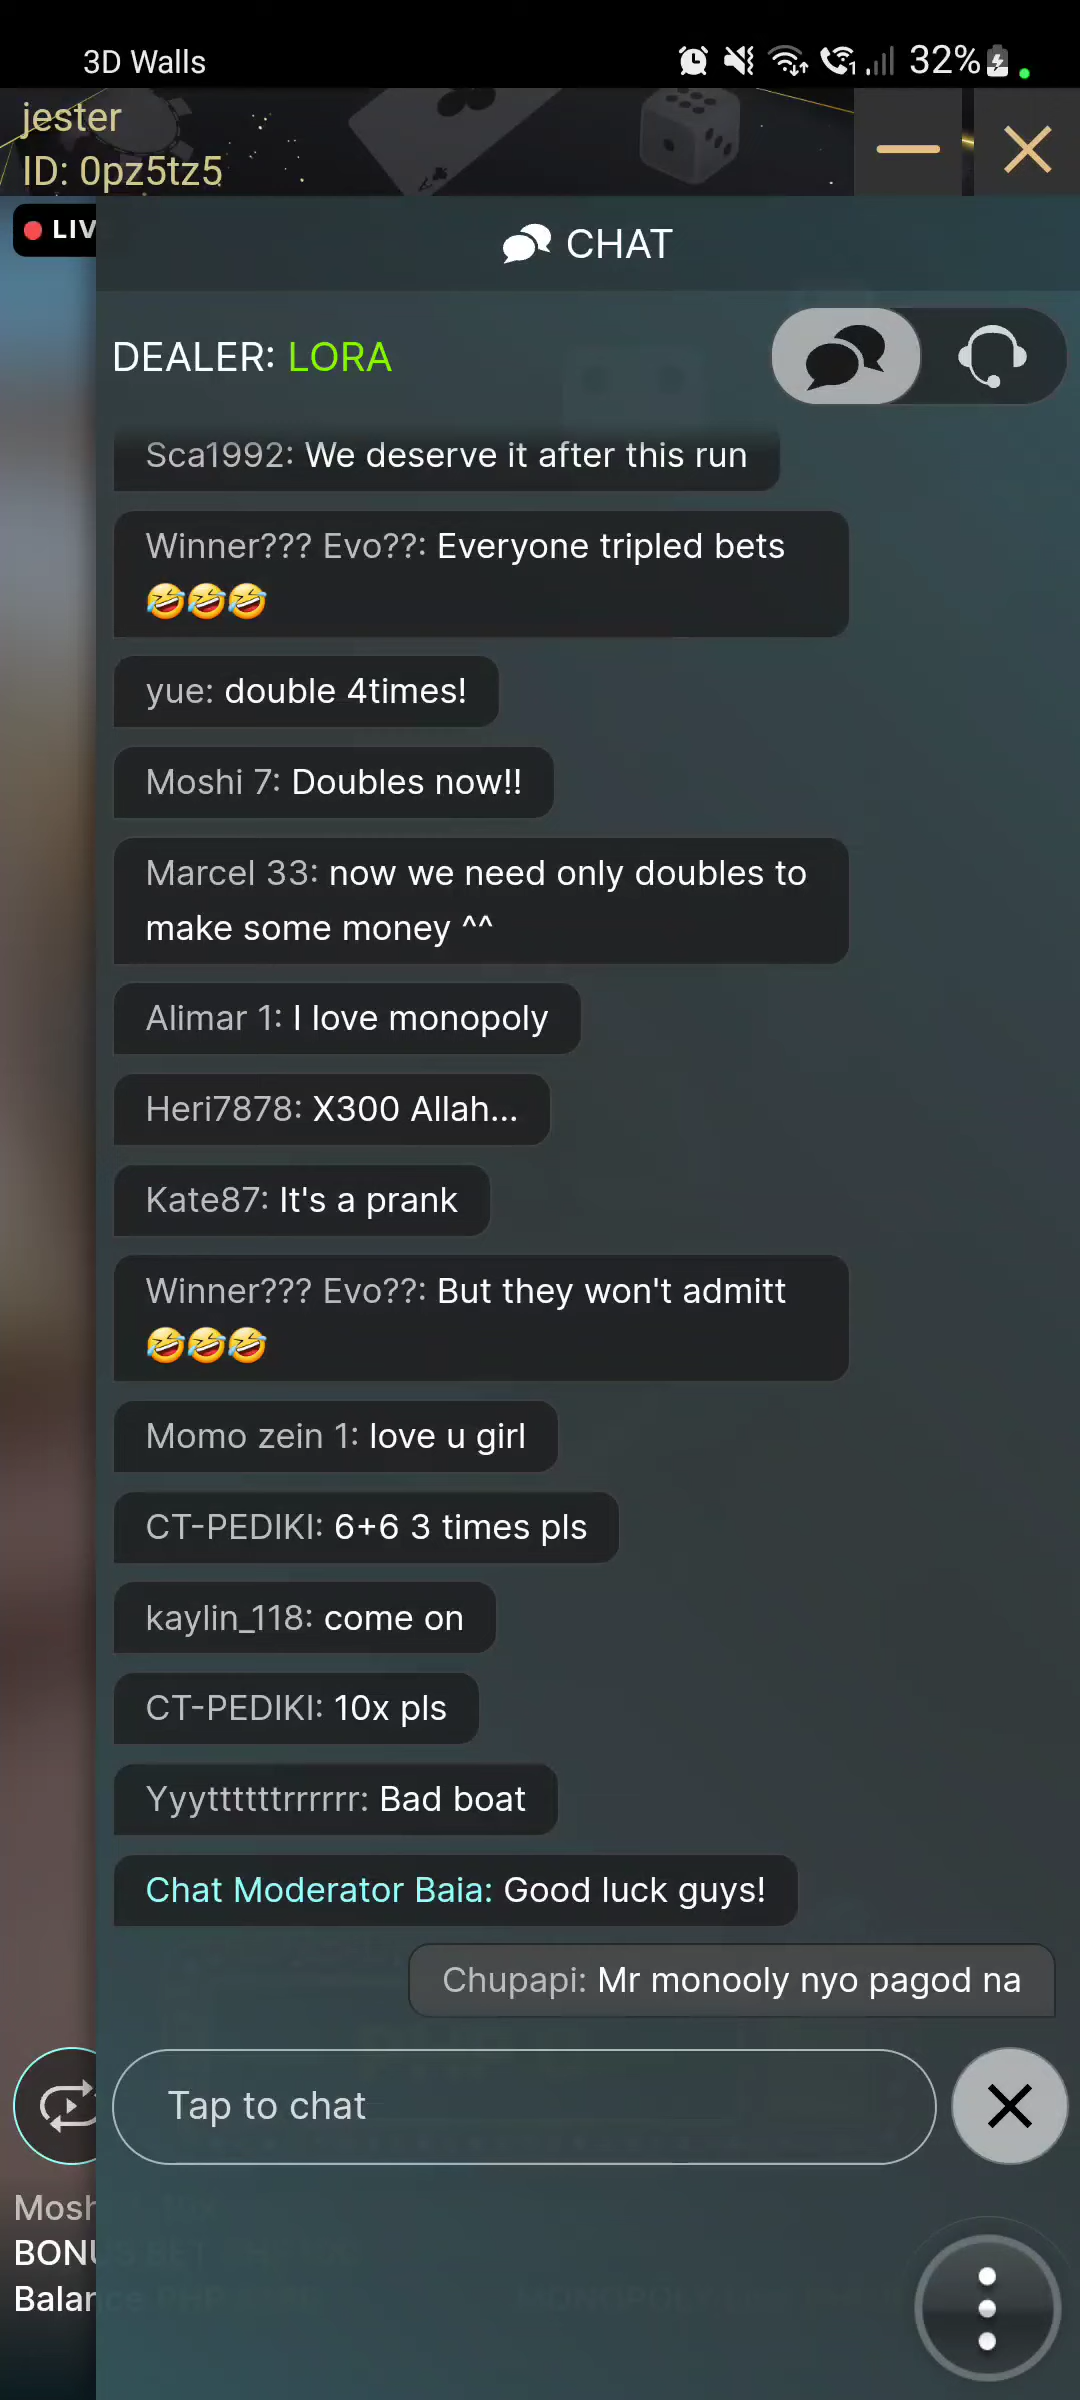 3D Walls
32%
jester
ID: 0pz5tz5
LIV
CHAT
DEALER: LORA
Sca1992: We deserve it after this run
Winner??? Evo??: Everyone tripled bets
🤣🤣🤣
yue: double 4times!
Moshi 7: Doubles now!!
Marcel 33: now we need only doubles to
make some money ^^
Alimar 1: I love monopoly
Heri7878: X300 Allah...
Kate87: It's a prank
Winner??? Evo??: But they won't admitt
🤣🤣🤣
Momo zein 1: love u girl
CT-PEDIKI: 6+6 3 times pls
kaylin_118: come on
CT-PEDIKI: 10x pls
Yyyttttttrrrrrr: Bad boat
Chat Moderator Baia: Good luck guys!
Chupapi: Mr monooly nyo pagod na
Tap to chat
Mosh
BONUS BET
Balance PHP